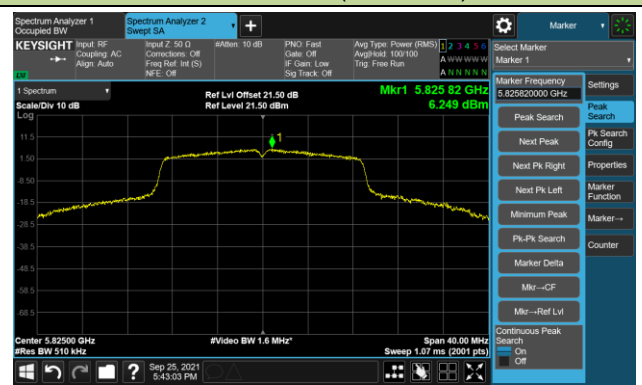 Spectrum Analyzer 1
Occupied BW
Spectrum Analyzer 2
Swept SA
Marker
KEYSIGHT
Input: RF
Coupling: AC
Align: Auto
Input Z: 50 Ω
Corrections: Off
Freq Ref: Int (S)
NFE: Off
#Atten: 10 dB
PNO: Fast
Gate: Off
IF Gain: Low
Sig Track: Off
Avg Type: Power (RMS)
Avg|Hold: 100/100
Trig: Free Run
1 2 3 4 5 6
A WW WW W
A N N N N N
Select Marker
Marker 1
LXI
1 Spectrum
Scale/Div 10 dB
Log
Ref Lvl Offset 21.50 dB
Ref Level 21.50 dBm
Mkr1 5.825 82 GHz
6.249 dBm
1
11.5
1.50
-8.50
-18.5
-28.5
-38.5
-48.5
-58.5
-68.5
Center 5.82500 GHz
#Res BW 510 kHz
#Video BW 1.6 MHz*
Span 40.00 MHz
Sweep 1.07 ms (2001 pts)
Marker Frequency
5.825820000 GHz
Peak Search
Next Peak
Next Pk Right
Next Pk Left
Minimum Peak
Pk-Pk Search
Marker Delta
Mkr→CF
Mkr→Ref Lvl
Continuous Peak
Search
On
Off
Settings
Peak
Search
Pk Search
Config
Properties
Marker
Function
Marker→
Counter
?
Sep 25, 2021
5:43:03 PM